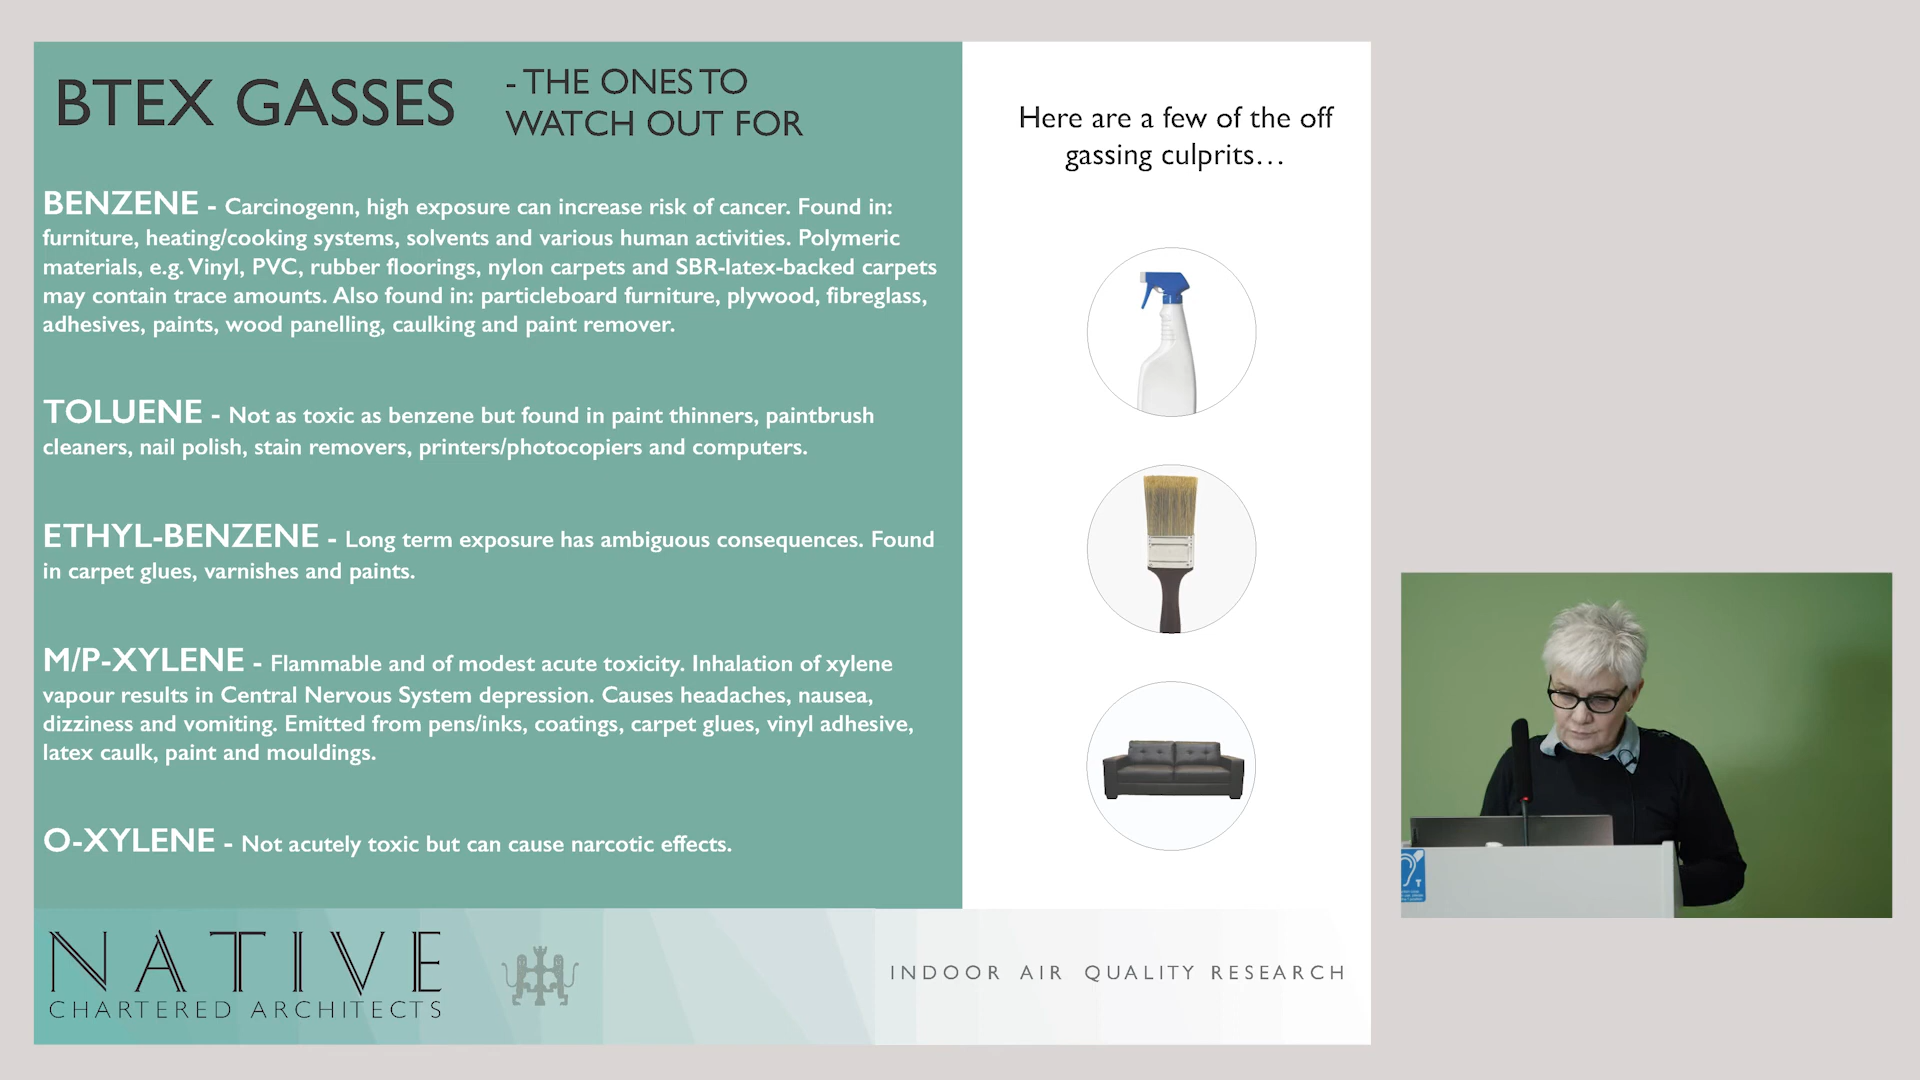 BTEX GASSES
- THE ONES TO
WATCH OUT FOR
BENZENE - Carcinogenn, high exposure can increase risk of cancer. Found in:
furniture, heating/cooking systems, solvents and various human activities. Polymeric
materials, e.g. Vinyl, PVC, rubber floorings, nylon carpets and SBR-latex-backed carpets
may contain trace amounts. Also found in: particleboard furniture, plywood, fibreglass,
adhesives, paints, wood panelling, caulking and paint remover.
TOLUENE - Not as toxic as benzene but found in paint thinners, paintbrush
cleaners, nail polish, stain removers, printers/photocopiers and computers.
ETHYL-BENZENE - Long term exposure has ambiguous consequences. Found
in carpet glues, varnishes and paints.
M/P-XYLENE - Flammable and of modest acute toxicity. Inhalation of xylene
vapour results in Central Nervous System depression. Causes headaches, nausea,
dizziness and vomiting. Emitted from pens/inks, coatings, carpet glues, vinyl adhesive,
latex caulk, paint and mouldings.
O-XYLENE - Not acutely toxic but can cause narcotic effects.
Here are a few of the off
gassing culprits…
NATIVE
CHARTERED ARCHITECTS
INDOOR AIR QUALITY RESEARCH
T